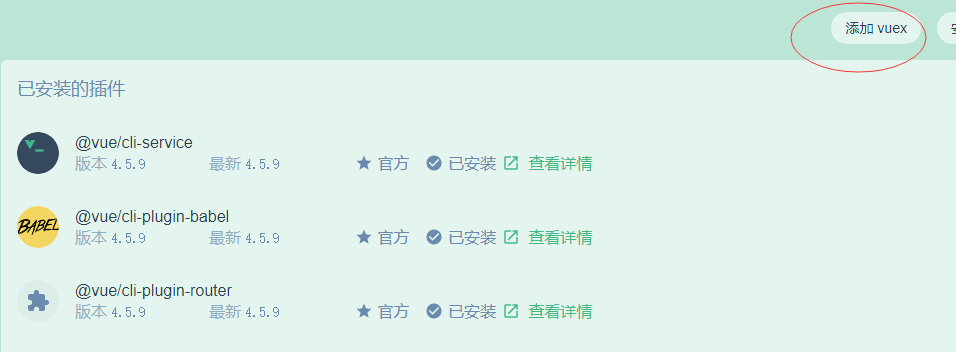 添加 vuex
已安装的插件
@vue/cli-service
版本 4.5.9 最新 4.5.9 官方 已安装 查看详情
BABEL
@vue/cli-plugin-babel
版本 4.5.9 最新 4.5.9 官方 已安装 查看详情
@vue/cli-plugin-router
版本 4.5.9 最新 4.5.9 官方 已安装 查看详情